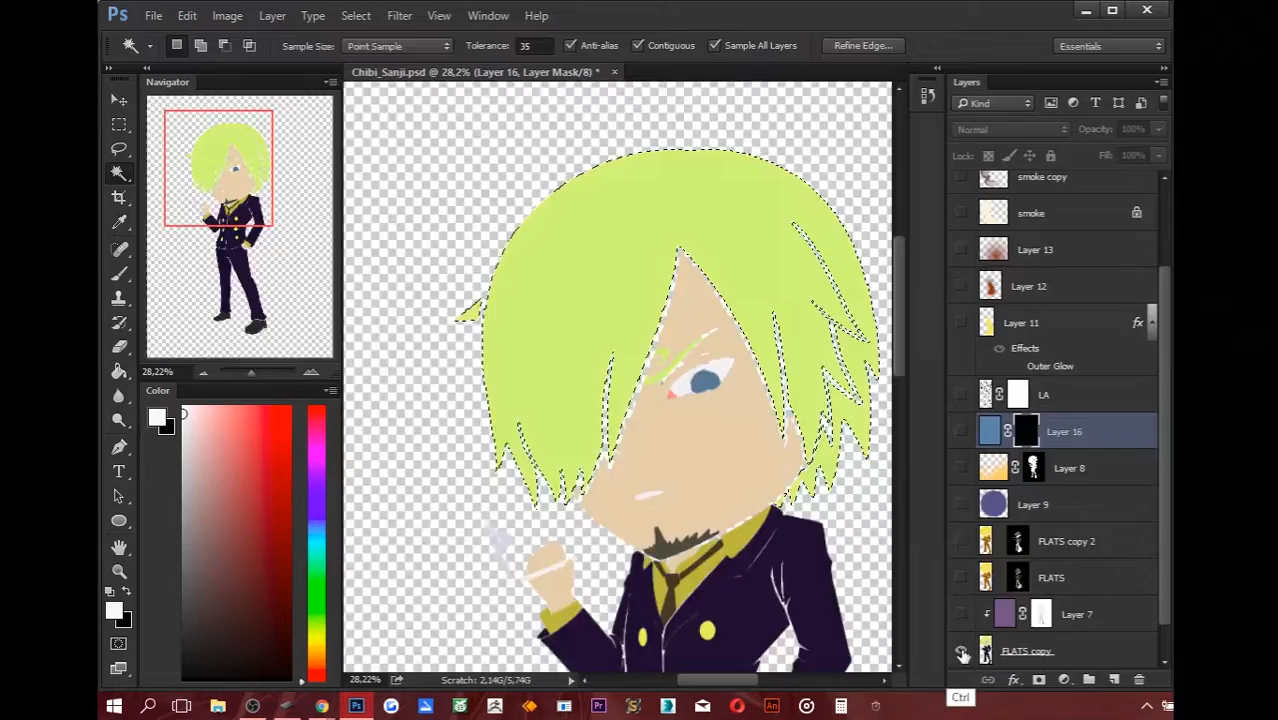 Ps File Edit Image Layer Type Select Filter View Window Help
Sample Size: Point Sample Tolerance: 35 Anti-alias Contiguous Sample All Layers Refine Edge... Essentials
Navigator
Chibi_Sanji.psd @ 28,2% (Layer 16, Layer Mask/8) *
Layers
Kind
Normal Opacity: 100%
Lock: Fill: 100%
smoke copy
smoke
Layer 13
Layer 12
Layer 11 fx
Effects
Outer Glow
28,22%
Color
LA
Layer 16
Layer 8
Layer 9
FLATS copy 2
FLATS
Layer 7
FLATS copy
28,22% Scratch: 2,14G/5,74G
fx
Ctrl
Ps Pr An